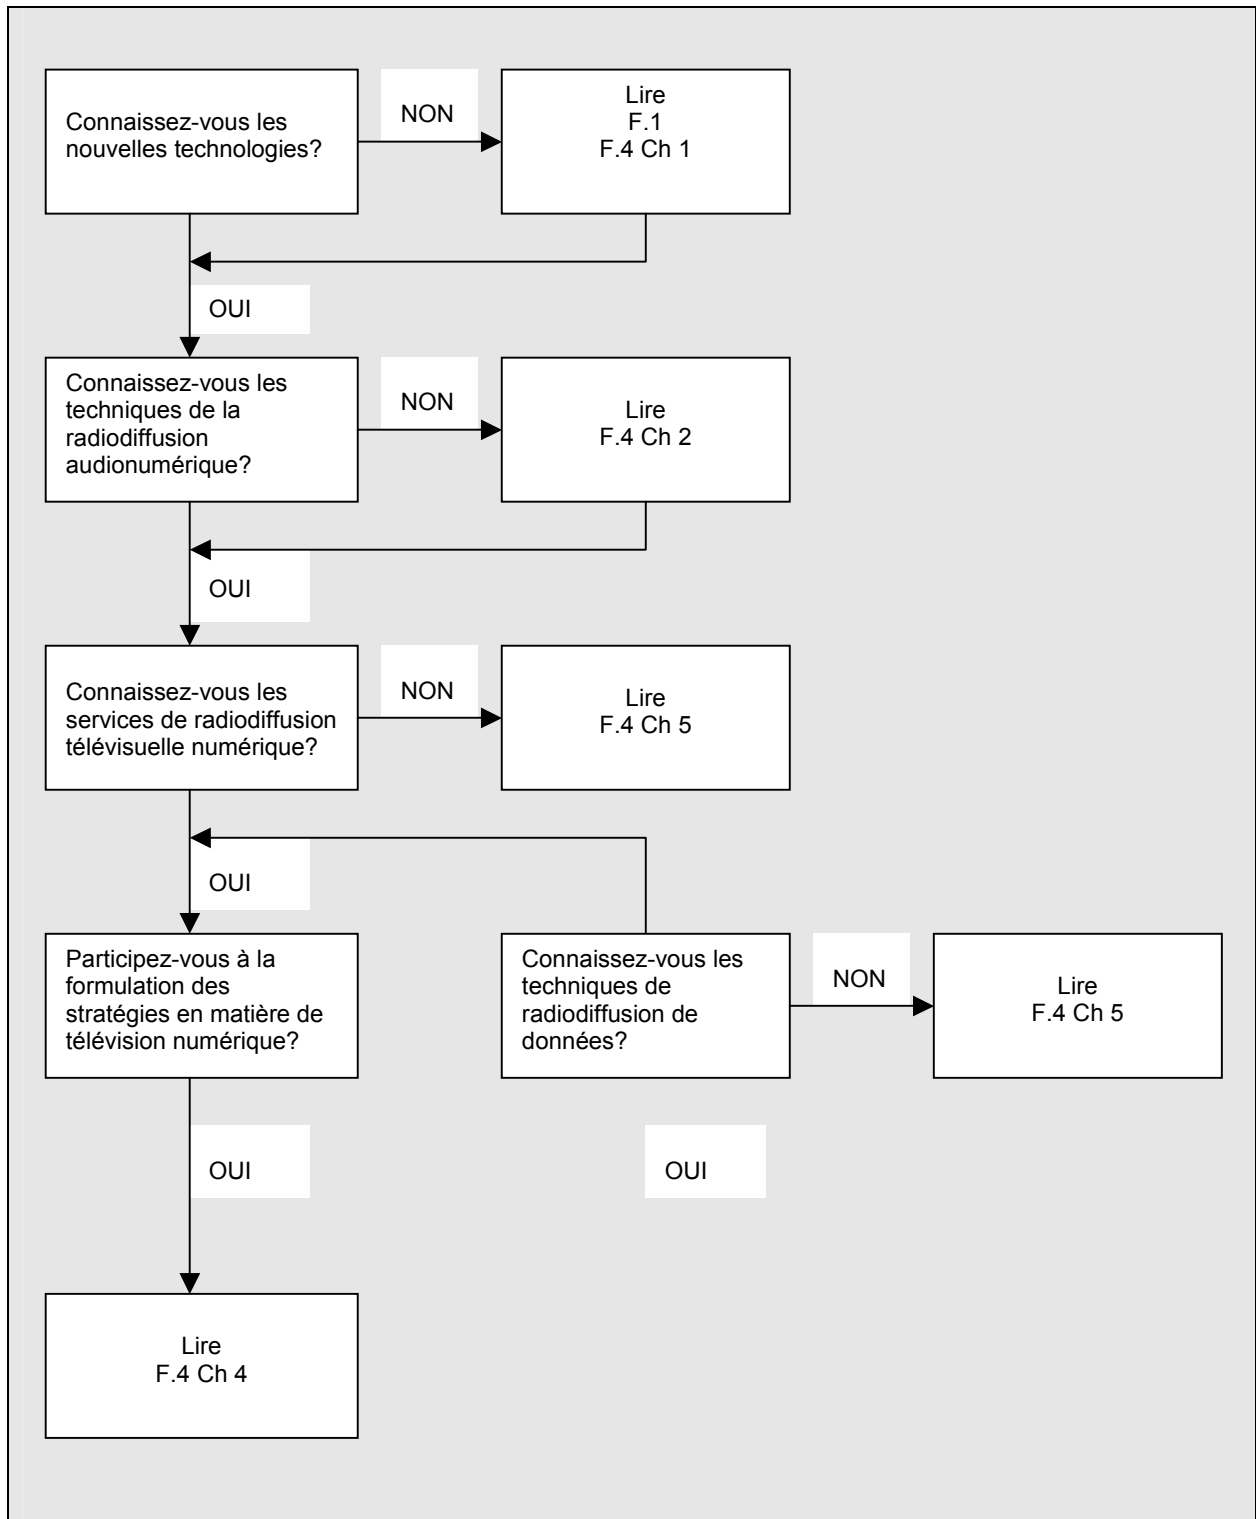 Connaissez-vous les
nouvelles technologies?
NON
Lire
F.1
F.4 Ch 1
OUI
Connaissez-vous les
techniques de la
radiodiffusion
audionumérique?
NON
Lire
F.4 Ch 2
OUI
Connaissez-vous les
services de radiodiffusion
télévisuelle numérique?
NON
Lire
F.4 Ch 5
OUI
Participez-vous à la
formulation des
stratégies en matière de
télévision numérique?
Connaissez-vous les
techniques de
radiodiffusion de
données?
NON
Lire
F.4 Ch 5
OUI
OUI
Lire
F.4 Ch 4